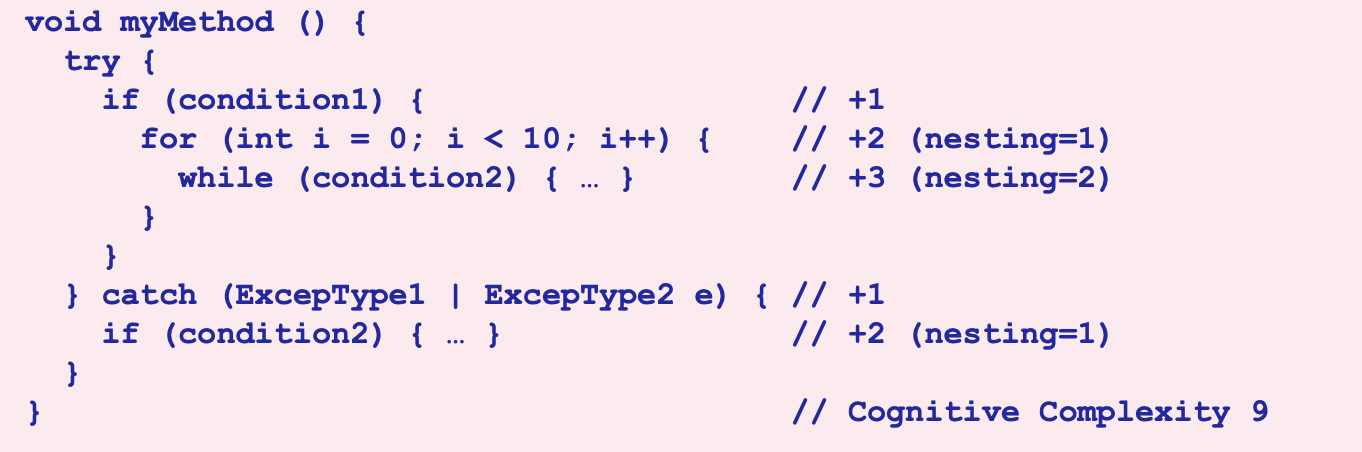 void myMethod () {
  try {
    if (condition1) {                    // +1
      for (int i = 0; i < 10; i++) {     // +2 (nesting=1)
        while (condition2) { … }         // +3 (nesting=2)
      }
    }
  } catch (ExcepType1 | ExcepType2 e) { // +1
    if (condition2) { … }                // +2 (nesting=1)
  }
}                                        // Cognitive Complexity 9